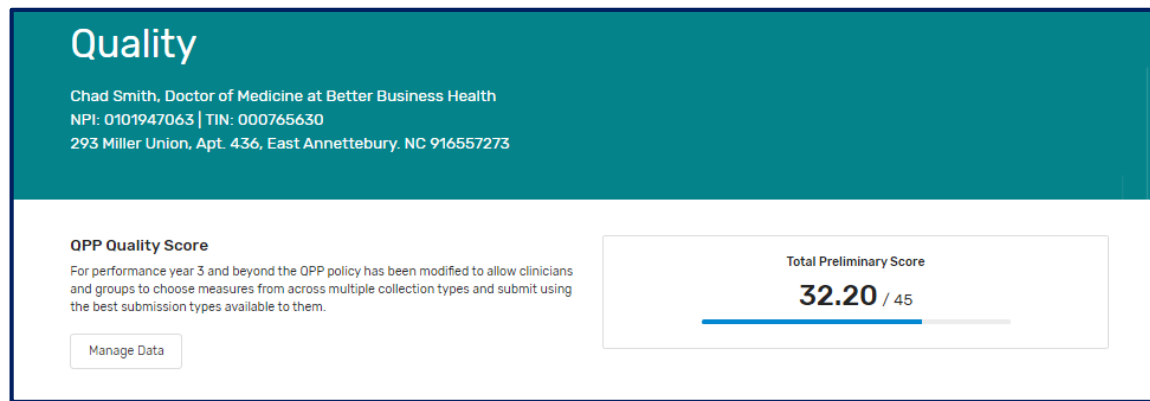 Quality
Chad Smith, Doctor of Medicine at Better Business Health
NPI: 0101947063 | TIN: 000765630
293 Miller Union, Apt. 436, East Annettebury. NC 916557273
QPP Quality Score
For performance year 3 and beyond the QPP policy has been modified to allow clinicians
and groups to choose measures from across multiple collection types and submit using
the best submission types available to them.
Manage Data
Total Preliminary Score
32.20 / 45